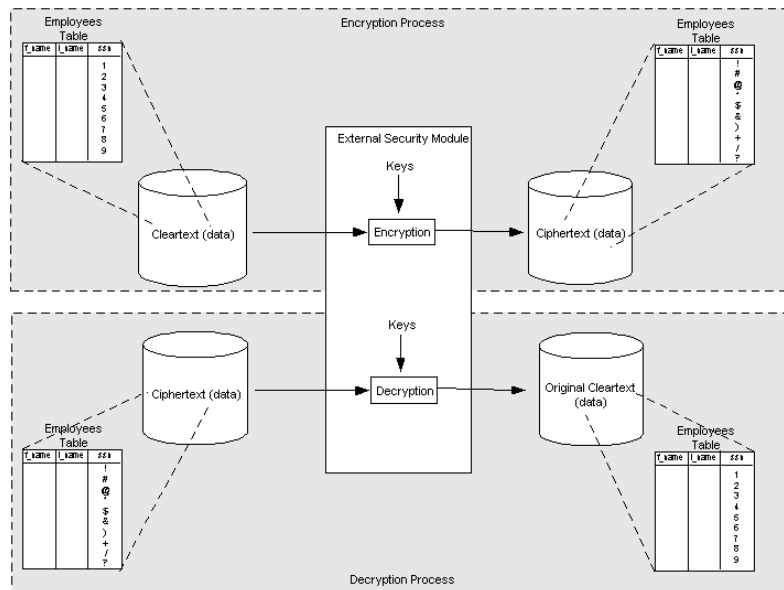 Encryption Process
Employees
Table
f_name l_name ssn
1
2
3
4
5
6
7
8
9
Cleartext (data)
External Security Module
Keys
Encryption
Employees
Table
f_name l_name ssn
!
#
@
*
$
&
)
+
/
?
Ciphertext (data)
Ciphertext (data)
Employees
Table
f_name l_name ssn
!
#
@
*
$
&
)
+
/
?
Keys
Decryption
Original Cleartext
(data)
Employees
Table
f_name l_name ssn
1
2
3
4
5
6
7
8
9
Decryption Process